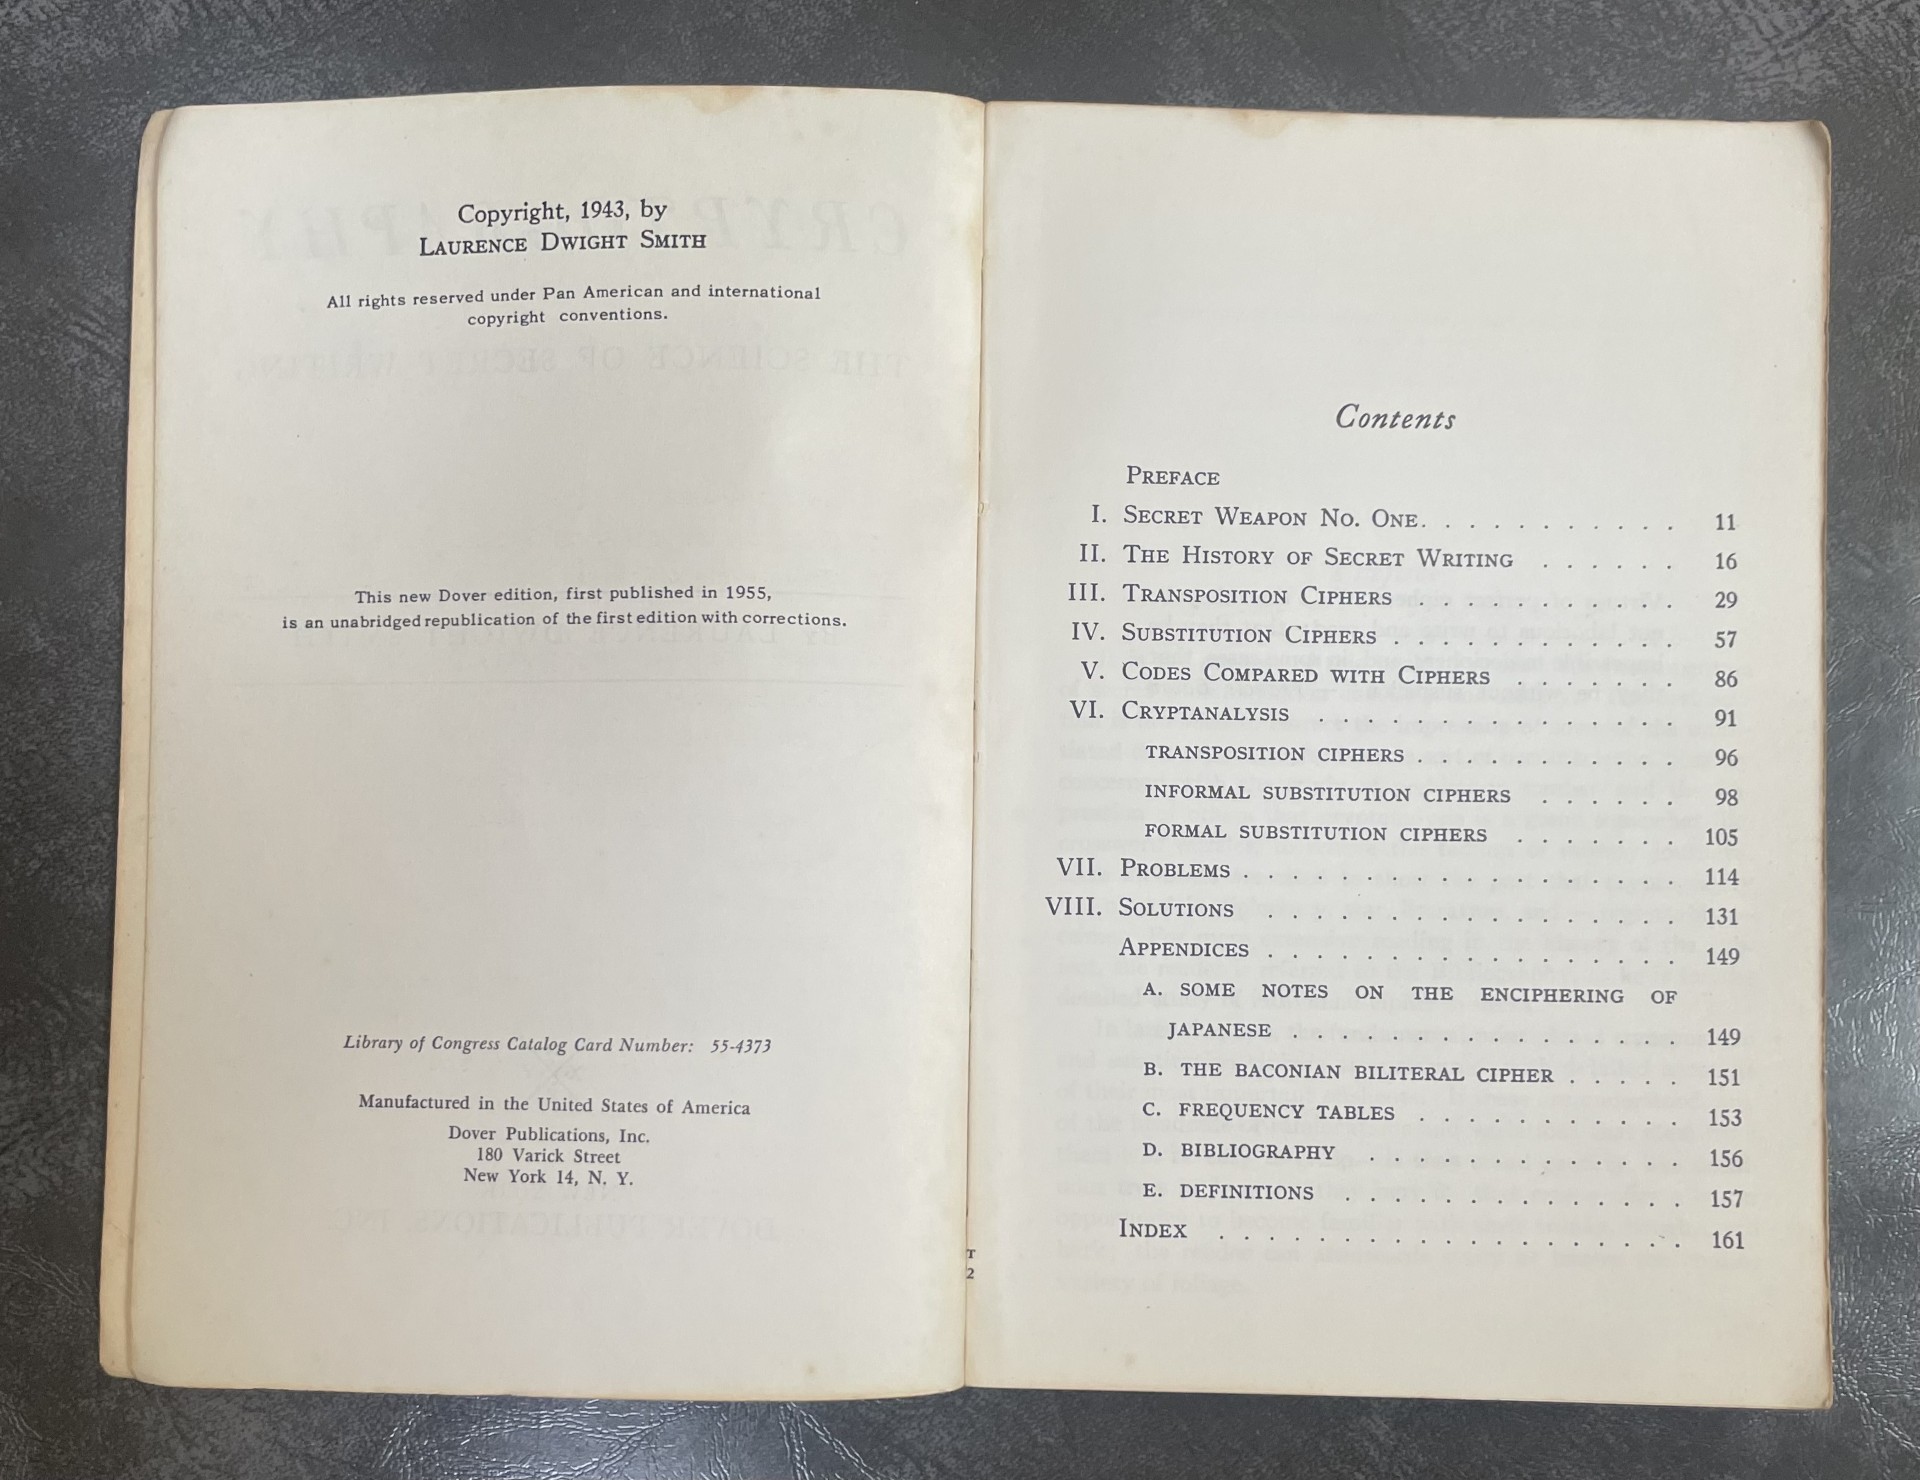 Copyright, 1943, by
LAURENCE DWIGHT SMITH
All rights reserved under Pan American and international
copyright conventions.
This new Dover edition, first published in 1955,
is an unabridged republication of the first edition with corrections.
Library of Congress Catalog Card Number: 55-4373
Manufactured in the United States of America
Dover Publications, Inc.
180 Varick Street
New York 14, N. Y.
T
2
Contents
PREFACE
I. SECRET WEAPON NO. ONE. . . . . . . . . . . 11
II. THE HISTORY OF SECRET WRITING . . . . . . 16
III. TRANSPOSITION CIPHERS . . . . . . . . . . . 29
IV. SUBSTITUTION CIPHERS . . . . . . . . . . . . 57
V. CODES COMPARED WITH CIPHERS . . . . . . . 86
VI. CRYPTANALYSIS . . . . . . . . . . . . . . . 91
TRANSPOSITION CIPHERS . . . . . . . . . . . 96
INFORMAL SUBSTITUTION CIPHERS . . . . . . 98
FORMAL SUBSTITUTION CIPHERS . . . . . . . 105
VII. PROBLEMS . . . . . . . . . . . . . . . . . . 114
VIII. SOLUTIONS . . . . . . . . . . . . . . . . . 131
APPENDICES . . . . . . . . . . . . . . . . . 149
A. SOME NOTES ON THE ENCIPHERING OF
JAPANESE . . . . . . . . . . . . . . . . 149
B. THE BACONIAN BILITERAL CIPHER . . . . . 151
C. FREQUENCY TABLES . . . . . . . . . . . 153
D. BIBLIOGRAPHY . . . . . . . . . . . . . 156
E. DEFINITIONS . . . . . . . . . . . . . . 157
INDEX . . . . . . . . . . . . . . . . . . . 161